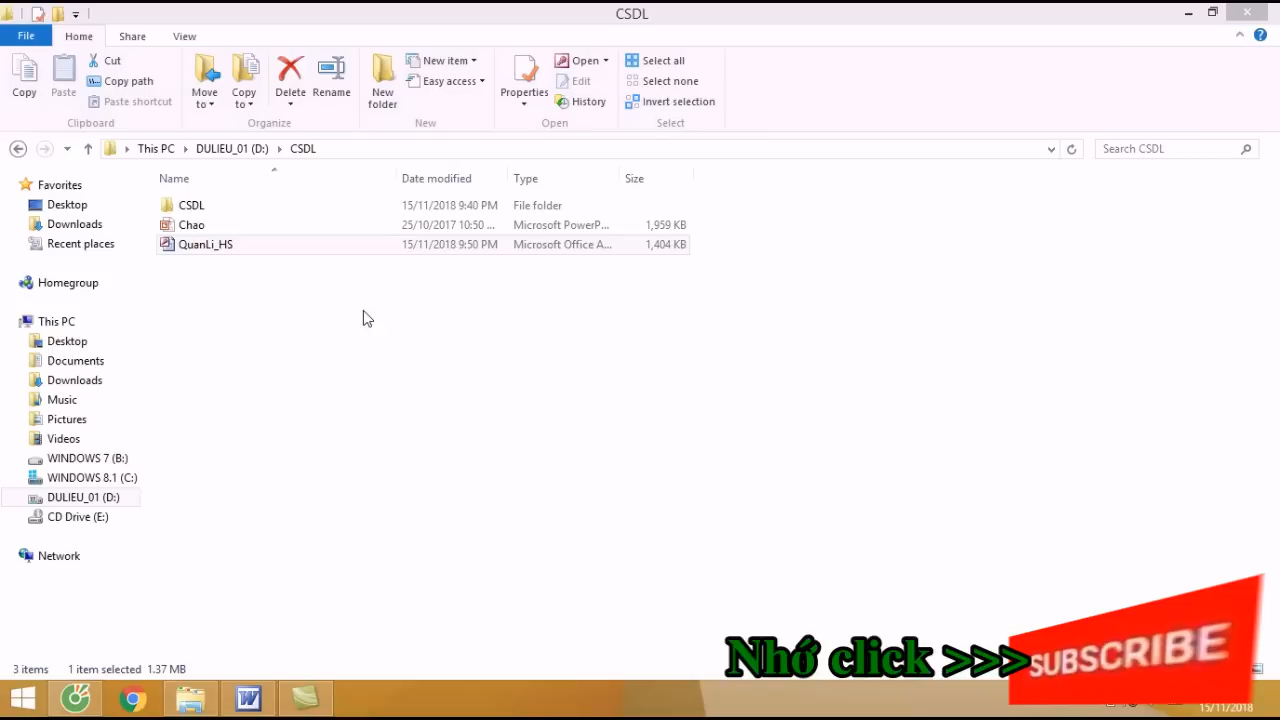 CSDL
File Home Share View
Copy
Paste
Cut
Copy path
Paste shortcut
Clipboard
Move to
Copy to
Delete
Rename
Organize
New folder
New item
Easy access
New
Properties
Open
Edit
History
Open
Select all
Select none
Invert selection
Select
This PC DULIEU_01 (D:) CSDL
Search CSDL
Name Date modified Type Size
CSDL 15/11/2018 9:40 PM File folder
Chao 25/10/2017 10:50 ... Microsoft PowerP... 1,959 KB
QuanLi_HS 15/11/2018 9:50 PM Microsoft Office A... 1,404 KB
Favorites
Desktop
Downloads
Recent places
Homegroup
This PC
Desktop
Documents
Downloads
Music
Pictures
Videos
WINDOWS 7 (B:)
WINDOWS 8.1 (C:)
DULIEU_01 (D:)
CD Drive (E:)
Network
Nhớ click >>>
SUBSCRIBE
3 items 1 item selected 1.37 MB
15/11/2018